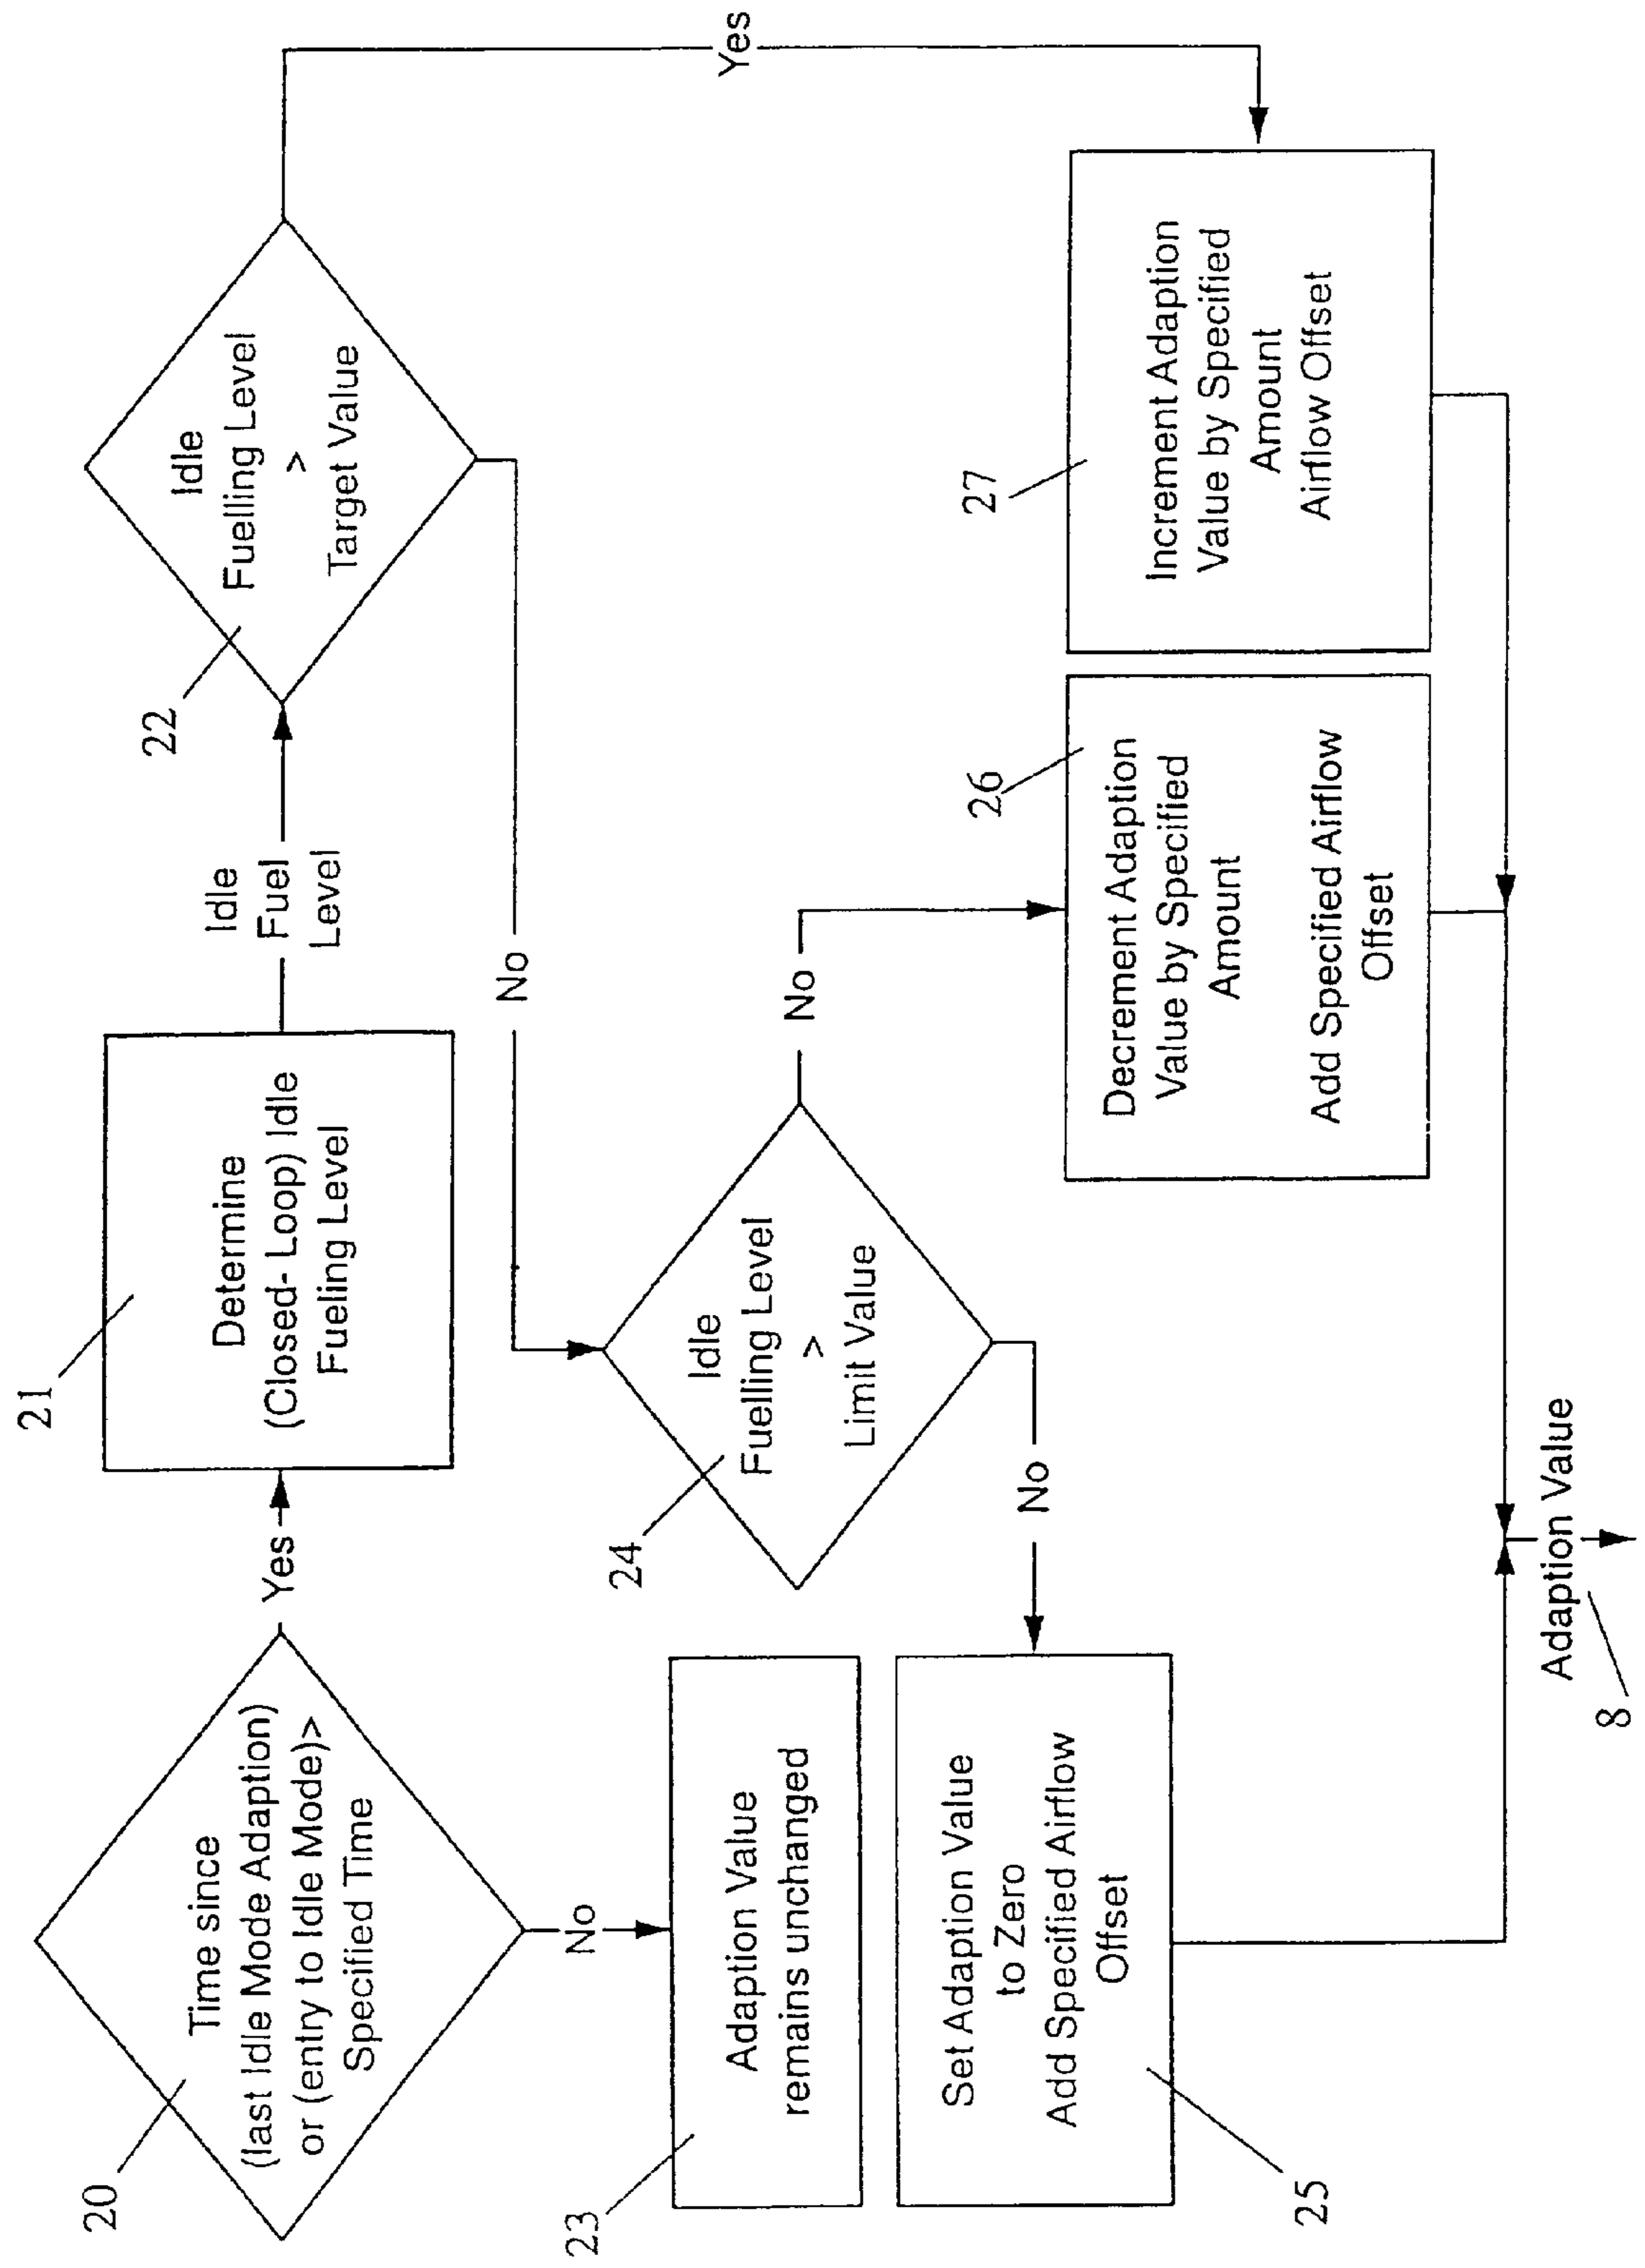 20
Time since
(last Idle Mode Adaption)
or (entry to Idle Mode)>
Specified Time
Yes
No
21
Determine
(Closed- Loop) Idle
Fueling Level
Idle
Fuel
Level
22
Idle
Fuelling Level
>
Target Value
Yes
No
23
Adaption Value
remains unchanged
24
Idle
Fuelling Level
>
Limit Value
No
No
25
Set Adaption Value
to Zero
Add Specified Airflow
Offset
26
Decrement Adaption
Value by Specified
Amount
Add Specified Airflow
Offset
27
Increment Adaption
Value by Specified
Amount
Airflow Offset
Adaption Value
8